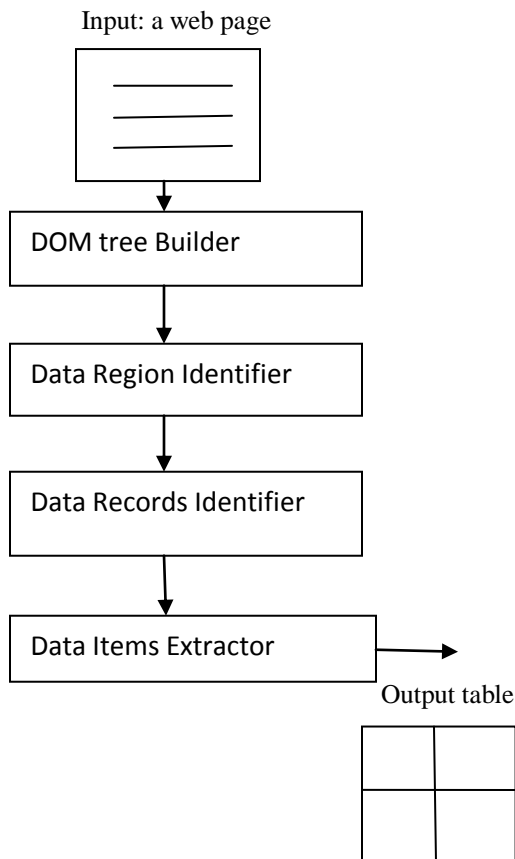 Input: a web page
DOM tree Builder
Data Region Identifier
Data Records Identifier
Data Items Extractor
Output table